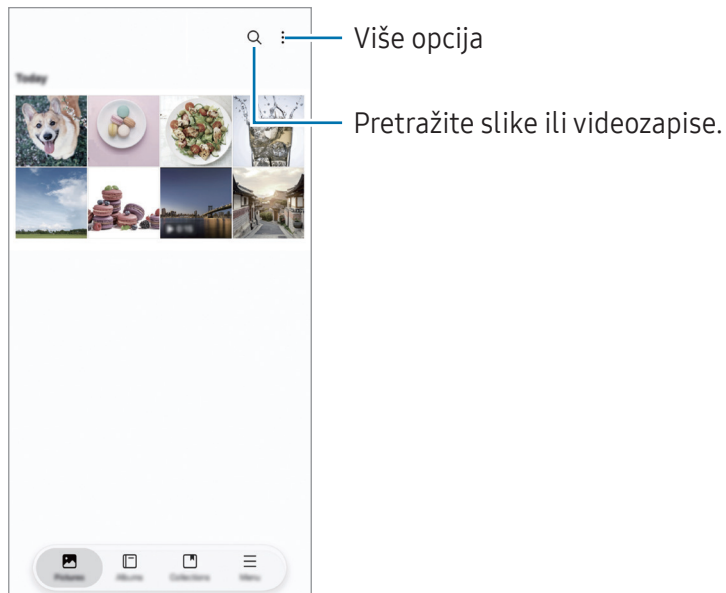 Više opcija
Pretražite slike ili videozapise.
Today
Pictures
Albums
Collections
Menu